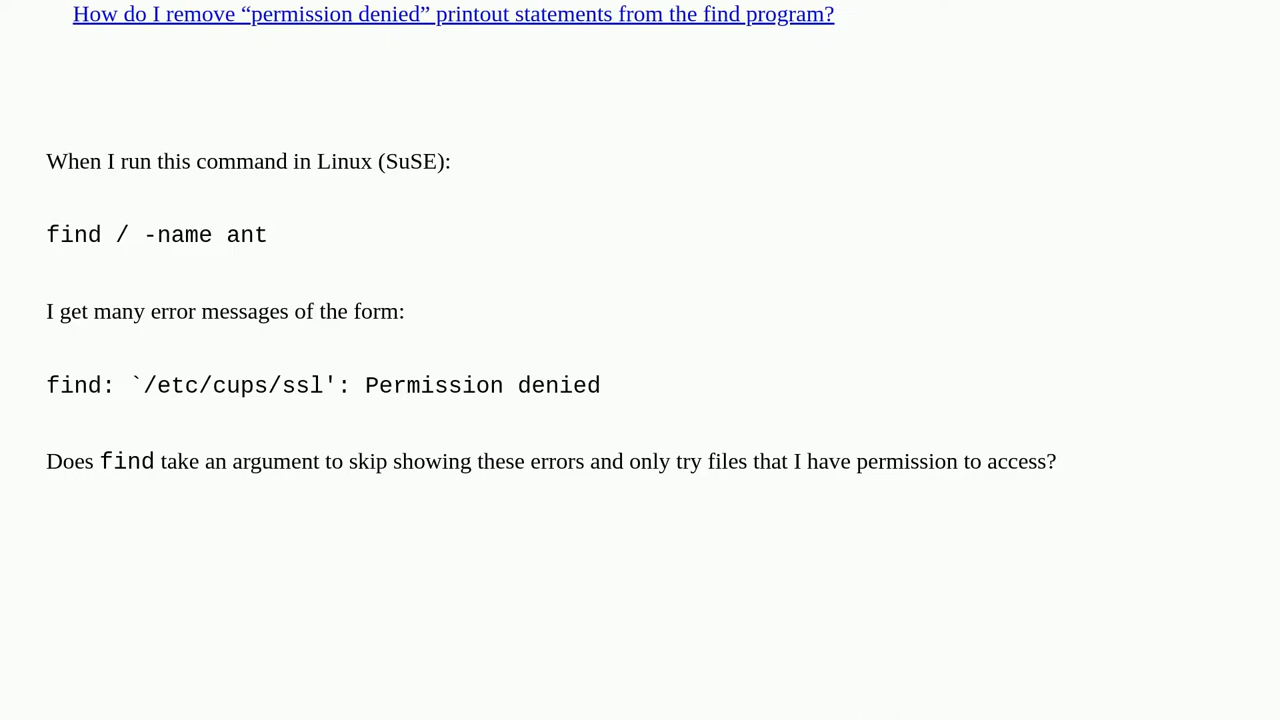 How do I remove “permission denied” printout statements from the find program?
When I run this command in Linux (SuSE):
find / -name ant
I get many error messages of the form:
find: `/etc/cups/ssl': Permission denied
Does find take an argument to skip showing these errors and only try files that I have permission to access?